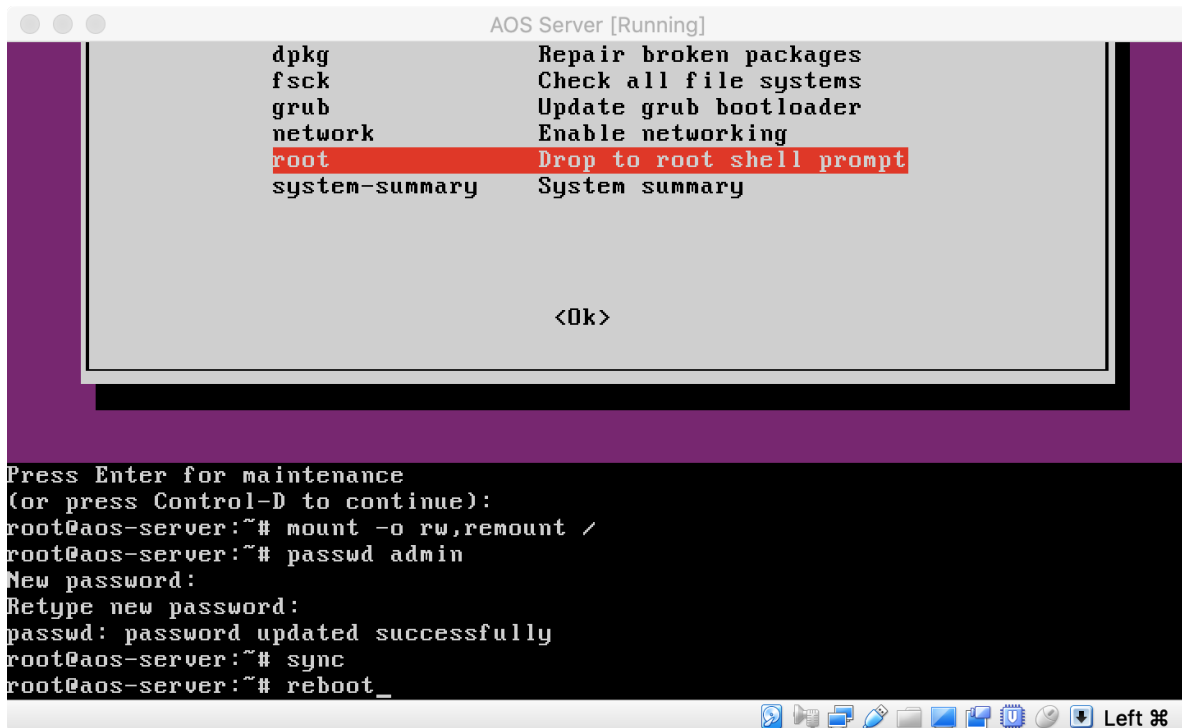 AOS Server [Running]
dpkg Repair broken packages
fsck Check all file systems
grub Update grub bootloader
network Enable networking
root Drop to root shell prompt
system-summary System summary
<Ok>
Press Enter for maintenance
(or press Control-D to continue):
root@aos-server:~# mount -o rw,remount /
root@aos-server:~# passwd admin
New password:
Retype new password:
passwd: password updated successfully
root@aos-server:~# sync
root@aos-server:~# reboot_
Left ⌘